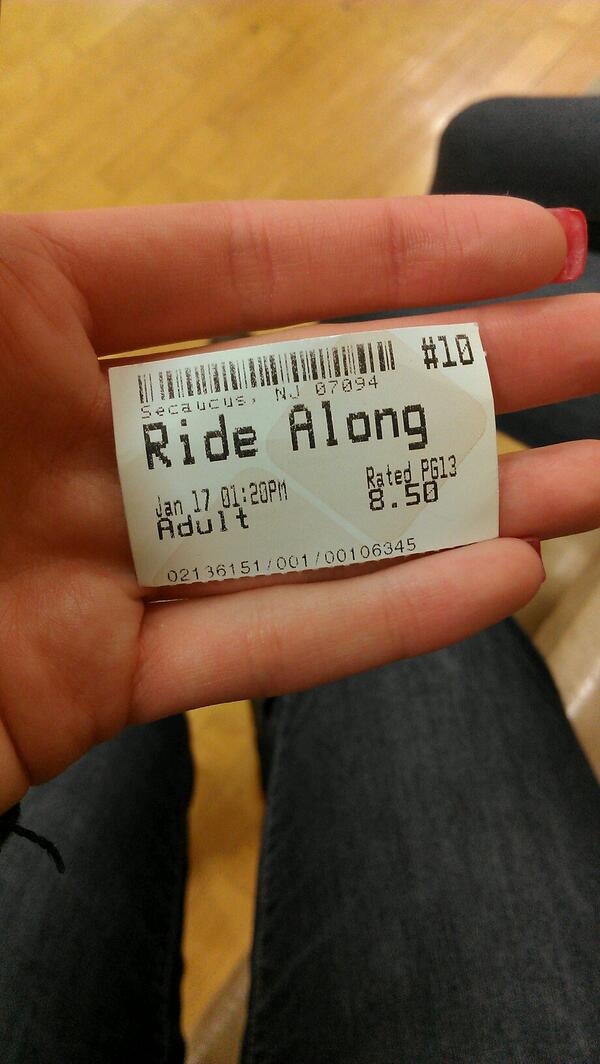 #10
Secaucus, NJ 07094
Ride Along
Jan 17 01:20PM
Rated PG13
Adult
8.50
02136151/001/00106345